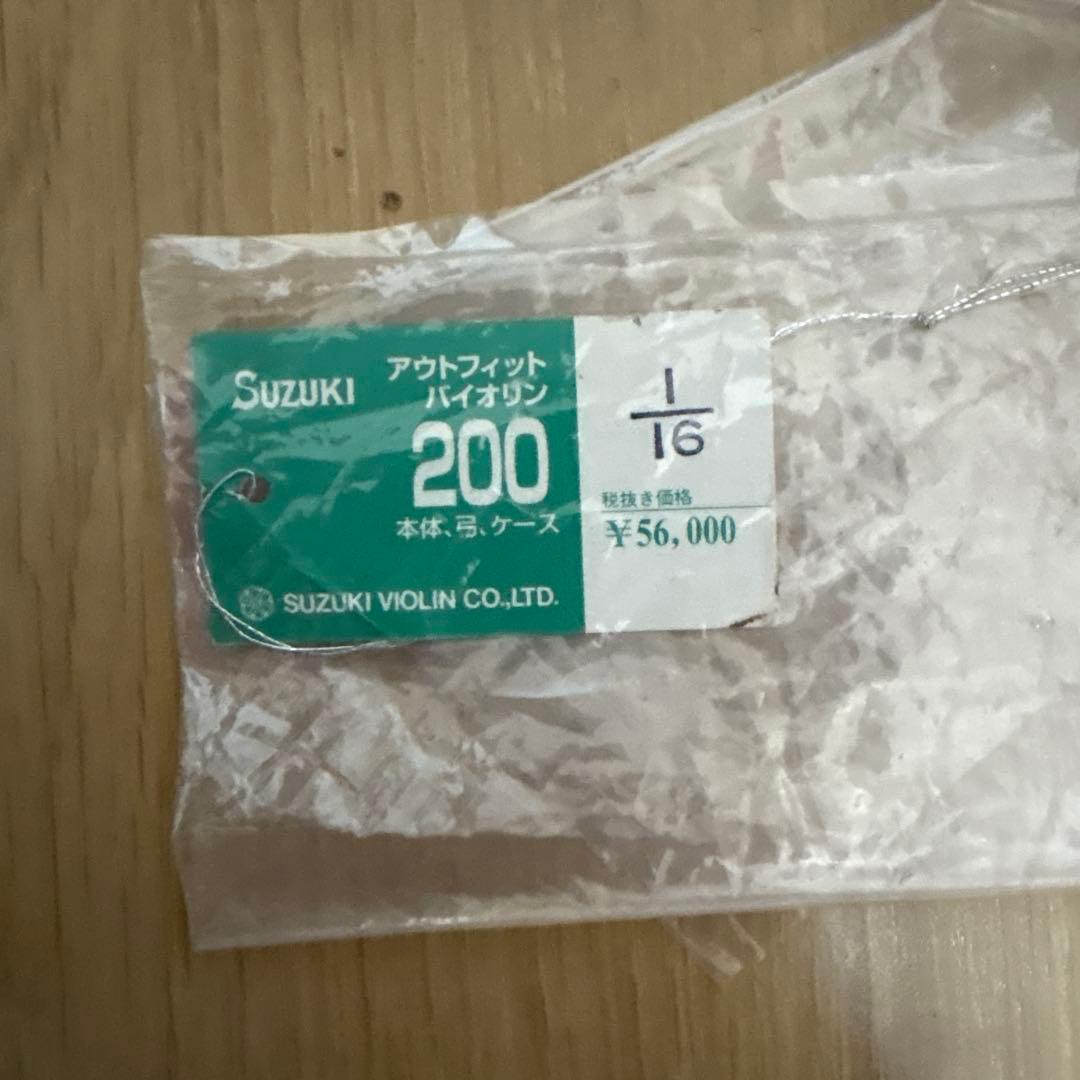 SUZUKI
アウトフィット
バイオリン
200
本体、弓、ケース
SUZUKI VIOLIN CO.,LTD.
1/16
税抜き価格
¥56,000